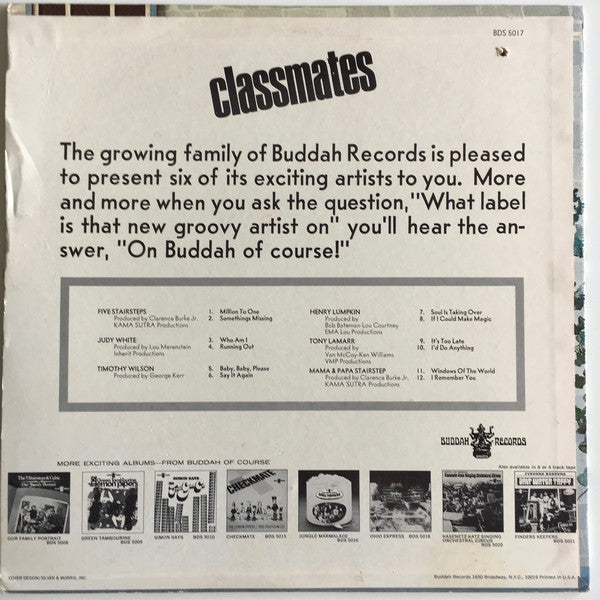 BDS 5017
classmates
The growing family of Buddah Records is pleased
to present six of its exciting artists to you. More
and more when you ask the question,"What label
is that new groovy artist on" you'll hear the an-
swer, "On Buddah of course!"
FIVE STAIRSTEPS
Produced by Clarence Burke Jr.
KAMA SUTRA Productions
1. Million To One
2. Somethings Missing
JUDY WHITE
Produced by Lou Merenstein
Inherit Productions
3. Who Am I
4. Running Out
TIMOTHY WILSON
Produced by George Kerr
5. Baby, Baby, Please
6. Say It Again
HENRY LUMPKIN
Produced by
Bob Bateman-Lou Courtney
EMA Lou Productions
7. Soul Is Taking Over
8. If I Could Make Magic
TONY LAMARR
Produced by
Van McCoy-Ken Williams
VMP Productions
9. It's Too Late
10. I'd Do Anything
MAMA & PAPA STAIRSTEP
Produced by Clarence Burke Jr.
KAMA SUTRA Productions
11. Windows Of The World
12. I Remember You
BUDDAH RECORDS
MORE EXCITING ALBUMS—FROM BUDDAH OF COURSE
Also available in 8 or 4 track tape
CHECKMATE
OUR FAMILY PORTRAIT
BDS 5008
GREEN TAMBOURINE
BDS 5009
SIMON SAYS BDS 5010
CHECKMATE BDS 5013
JUNGLE MARMALADE
BDS 5016
OHIO EXPRESS BDS 5018
KASENETZ-KATZ SINGING
ORCHESTRAL CIRCUS
BDS 5020
FINDERS KEEPERS
BDS 5021
COVER DESIGN/SILVER & MORRIS, INC.
Buddah Records 1650 Broadway, N.Y.C., 10019 Printed in U.S.A.